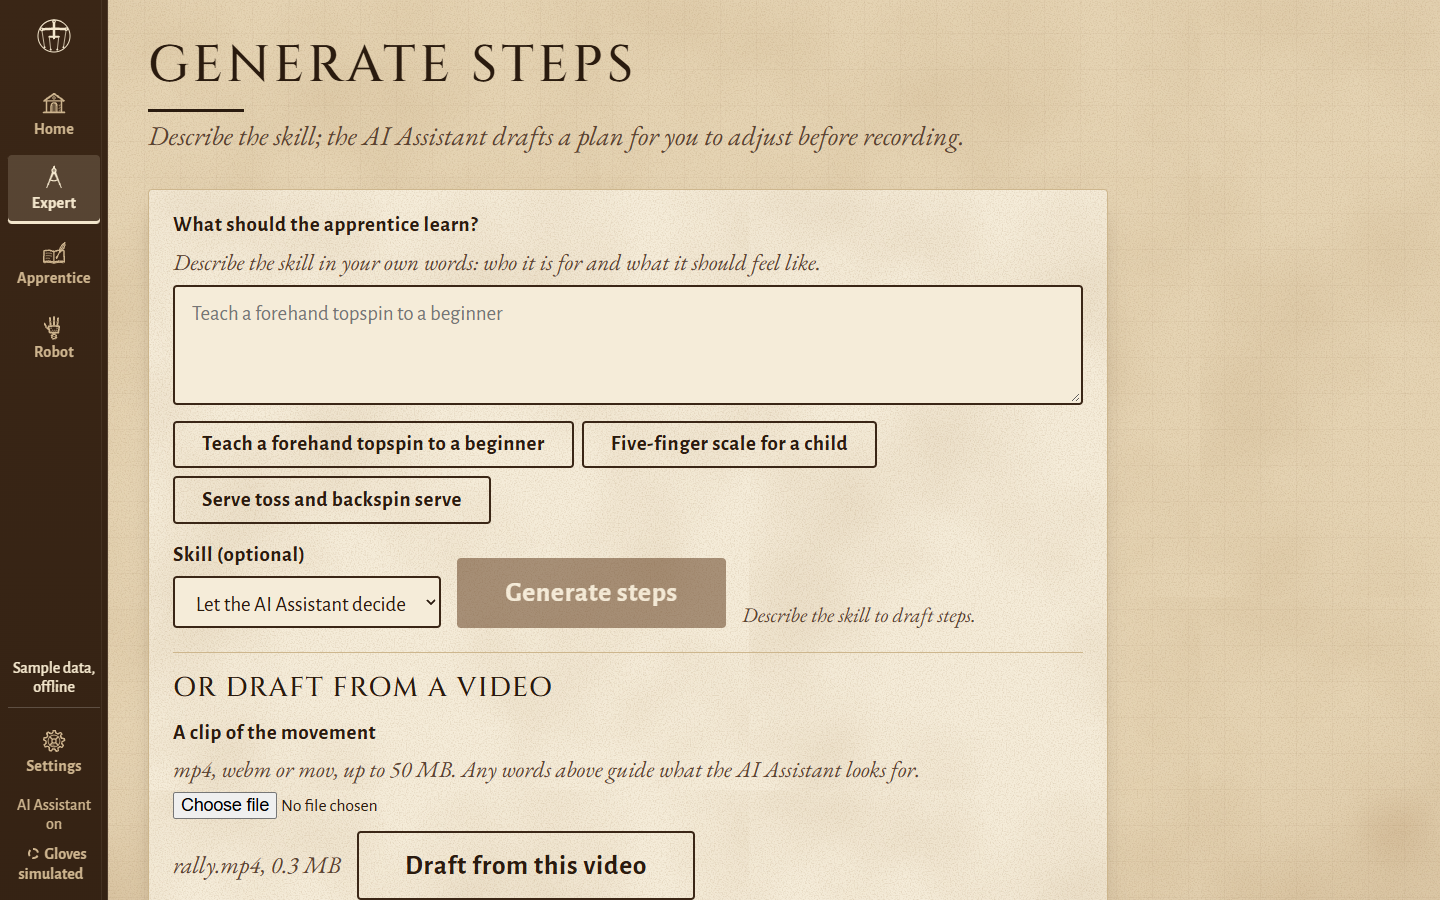 GENERATE STEPS
Describe the skill; the AI Assistant drafts a plan for you to adjust before recording.
Home
Expert
Apprentice
Robot
Sample data,
offline
Settings
AI Assistant
on
Gloves
simulated
What should the apprentice learn?
Describe the skill in your own words: who it is for and what it should feel like.
Teach a forehand topspin to a beginner
Teach a forehand topspin to a beginner
Five-finger scale for a child
Serve toss and backspin serve
Skill (optional)
Let the AI Assistant decide
Generate steps
Describe the skill to draft steps.
OR DRAFT FROM A VIDEO
A clip of the movement
mp4, webm or mov, up to 50 MB. Any words above guide what the AI Assistant looks for.
Choose file No file chosen
rally.mp4, 0.3 MB
Draft from this video